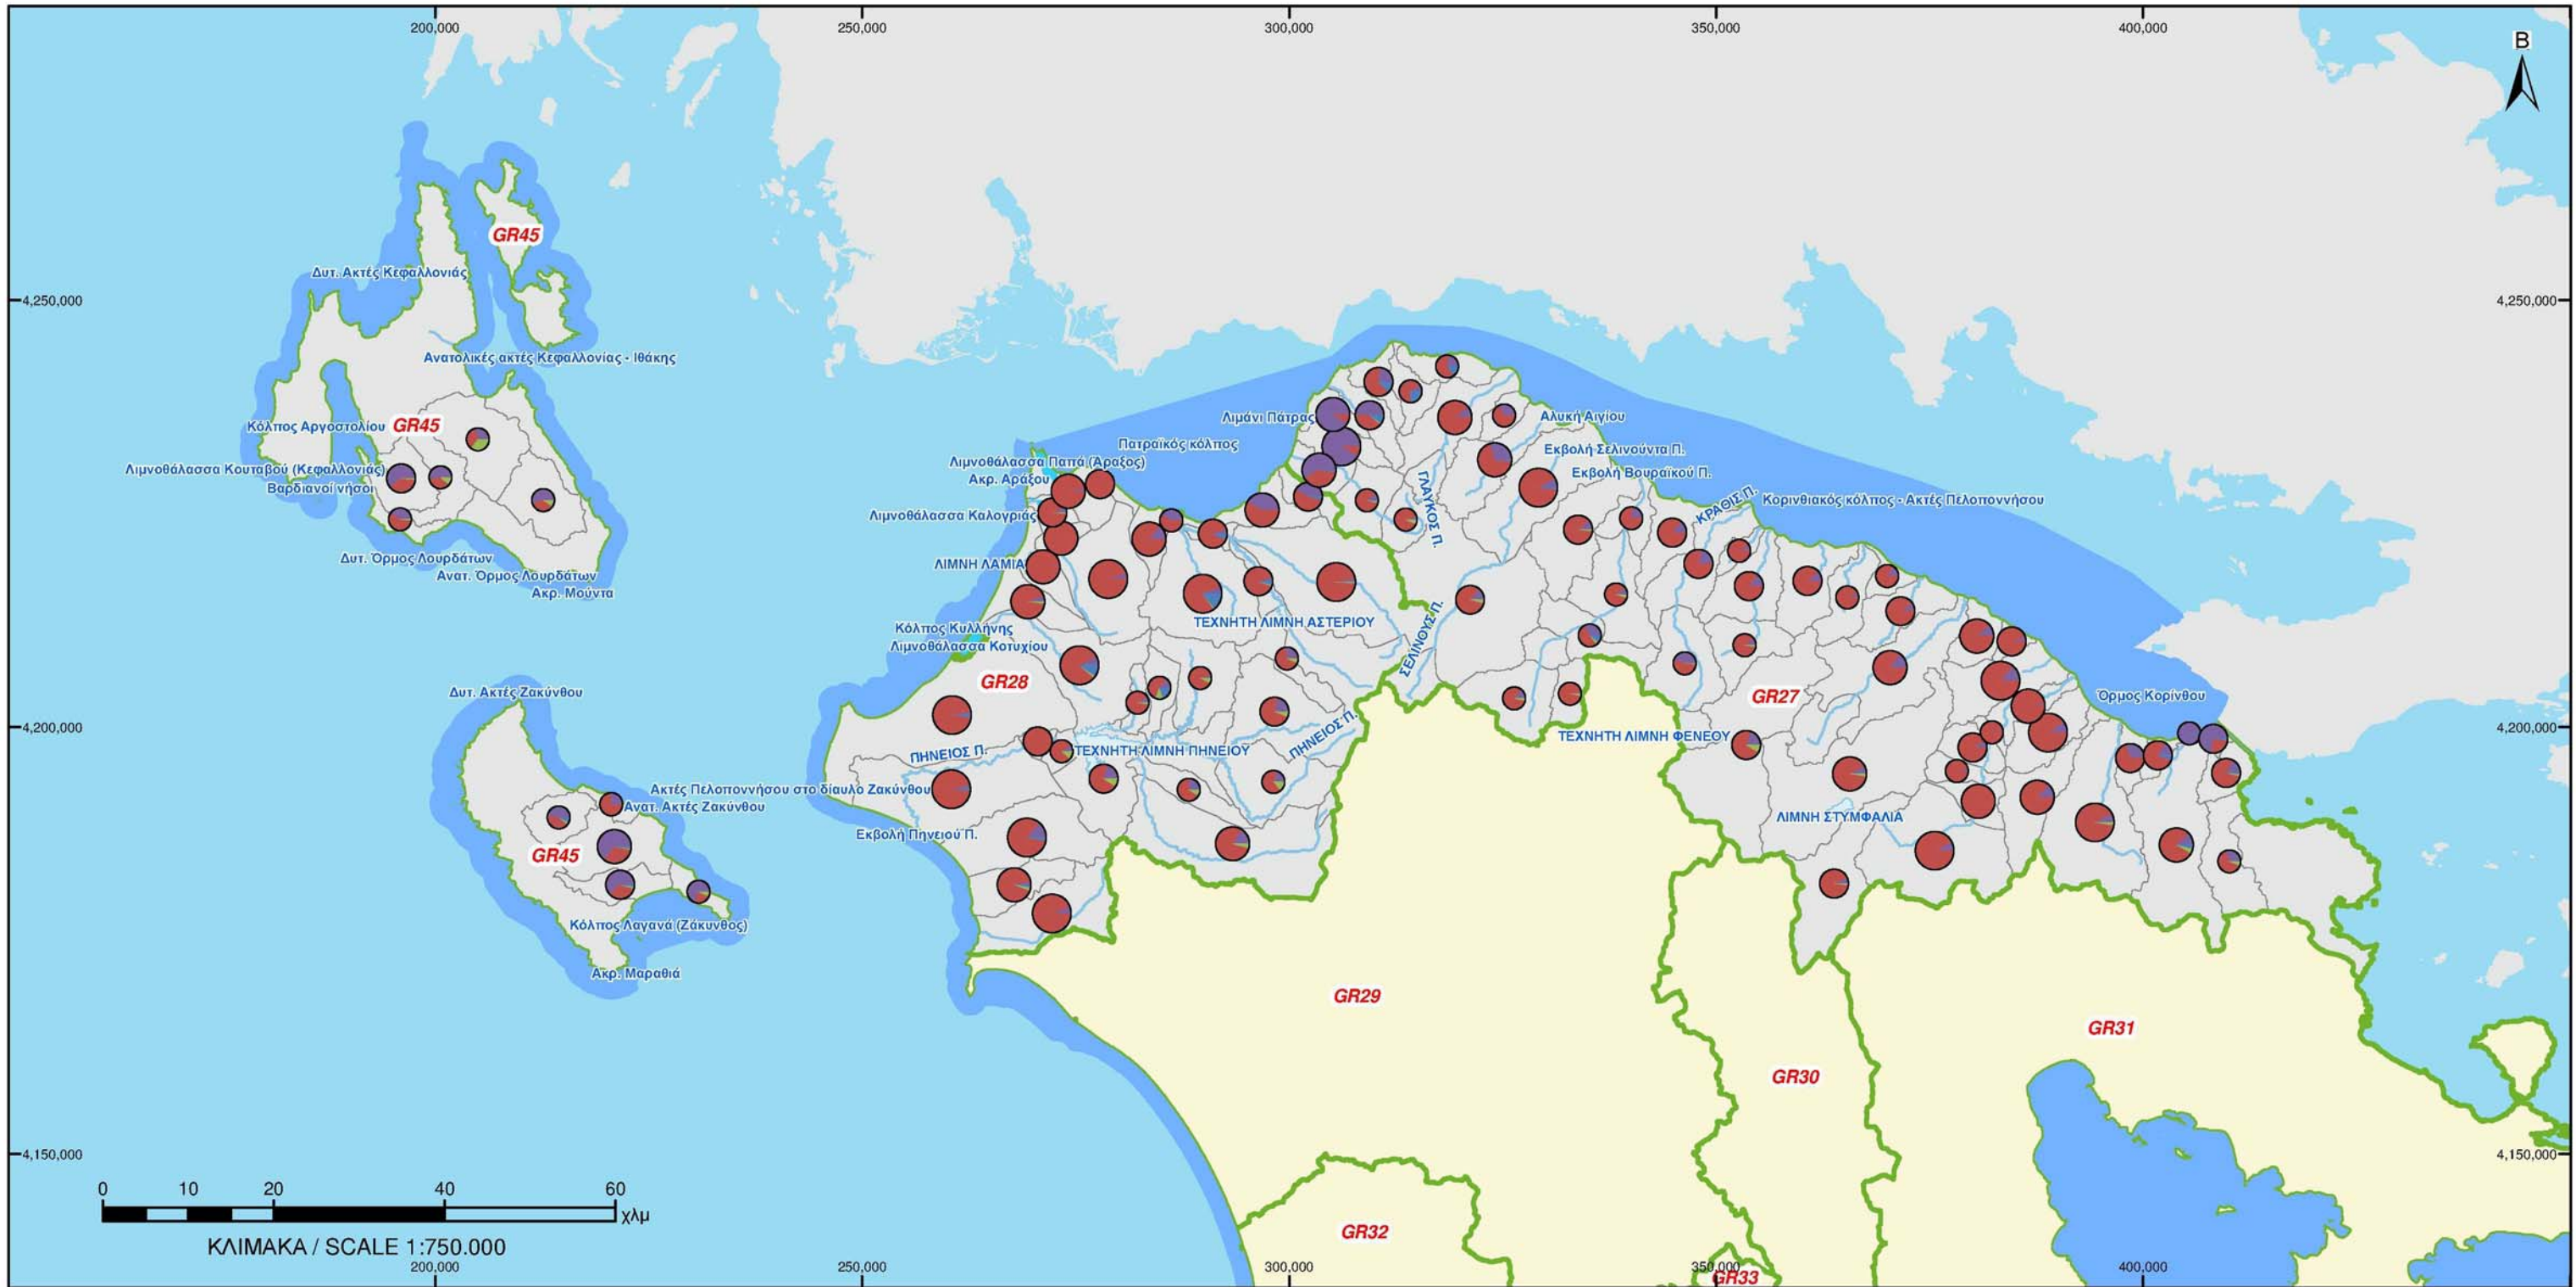 200,000
250,000
300,000
350,000
400,000
Β
GR45
Δυτ. Ακτές Κεφαλλονιάς
4,250,000
4,250,000
Ανατολικές ακτές Κεφαλλονίας - Ιθάκης
Λιμάνι Πάτρας
Αλυκή Αιγίου
Κόλπος Αργοστολίου
GR45
Πατραϊκός κόλπος
Εκβολή Σελινούντα Π.
Λιμνοθάλασσα Κουταβού (Κεφαλλονιάς)
Λιμνοθάλασσα Παπά (Άραξος)
Εκβολή Βουραϊκού Π.
Ακρ. Αράξου
Βαρδιανοί νήσοι
ΓΛΑΥΚΟΣ Π.
ΚΡΑΘΙΣ Π.
Κορινθιακός κόλπος - Ακτές Πελοποννήσου
Λιμνοθάλασσα Καλογριάς
Δυτ. Όρμος Λουρδάτων
ΛΙΜΝΗ ΛΑΜΙΑ
Ανατ. Όρμος Λουρδάτων
Ακρ. Μούντα
ΣΕΛΙΝΟΥΣ Π.
Κόλπος Κυλλήνης
ΤΕΧΝΗΤΗ ΛΙΜΝΗ ΑΣΤΕΡΙΟΥ
Λιμνοθάλασσα Κοτυχίου
GR28
Δυτ. Ακτές Ζακύνθου
GR27
Όρμος Κορίνθου
4,200,000
4,200,000
ΠΗΝΕΙΟΣ Π.
ΤΕΧΝΗΤΗ ΛΙΜΝΗ ΠΗΝΕΙΟΥ
ΠΗΝΕΙΟΣ Π.
ΤΕΧΝΗΤΗ ΛΙΜΝΗ ΦΕΝΕΟΥ
Ακτές Πελοποννήσου στο δίαυλο Ζακύνθου
Ανατ. Ακτές Ζακύνθου
ΛΙΜΝΗ ΣΤΥΜΦΑΛΙΑ
Εκβολή Πηνειού Π.
GR45
Κόλπος Λαγανά (Ζάκυνθος)
Ακρ. Μαραθιά
GR29
GR31
GR30
4,150,000
4,150,000
0 10 20 40 60
χλμ
GR32
ΚΛΙΜΑΚΑ / SCALE 1:750.000
200,000
250,000
300,000
350,000
400,000
GR33